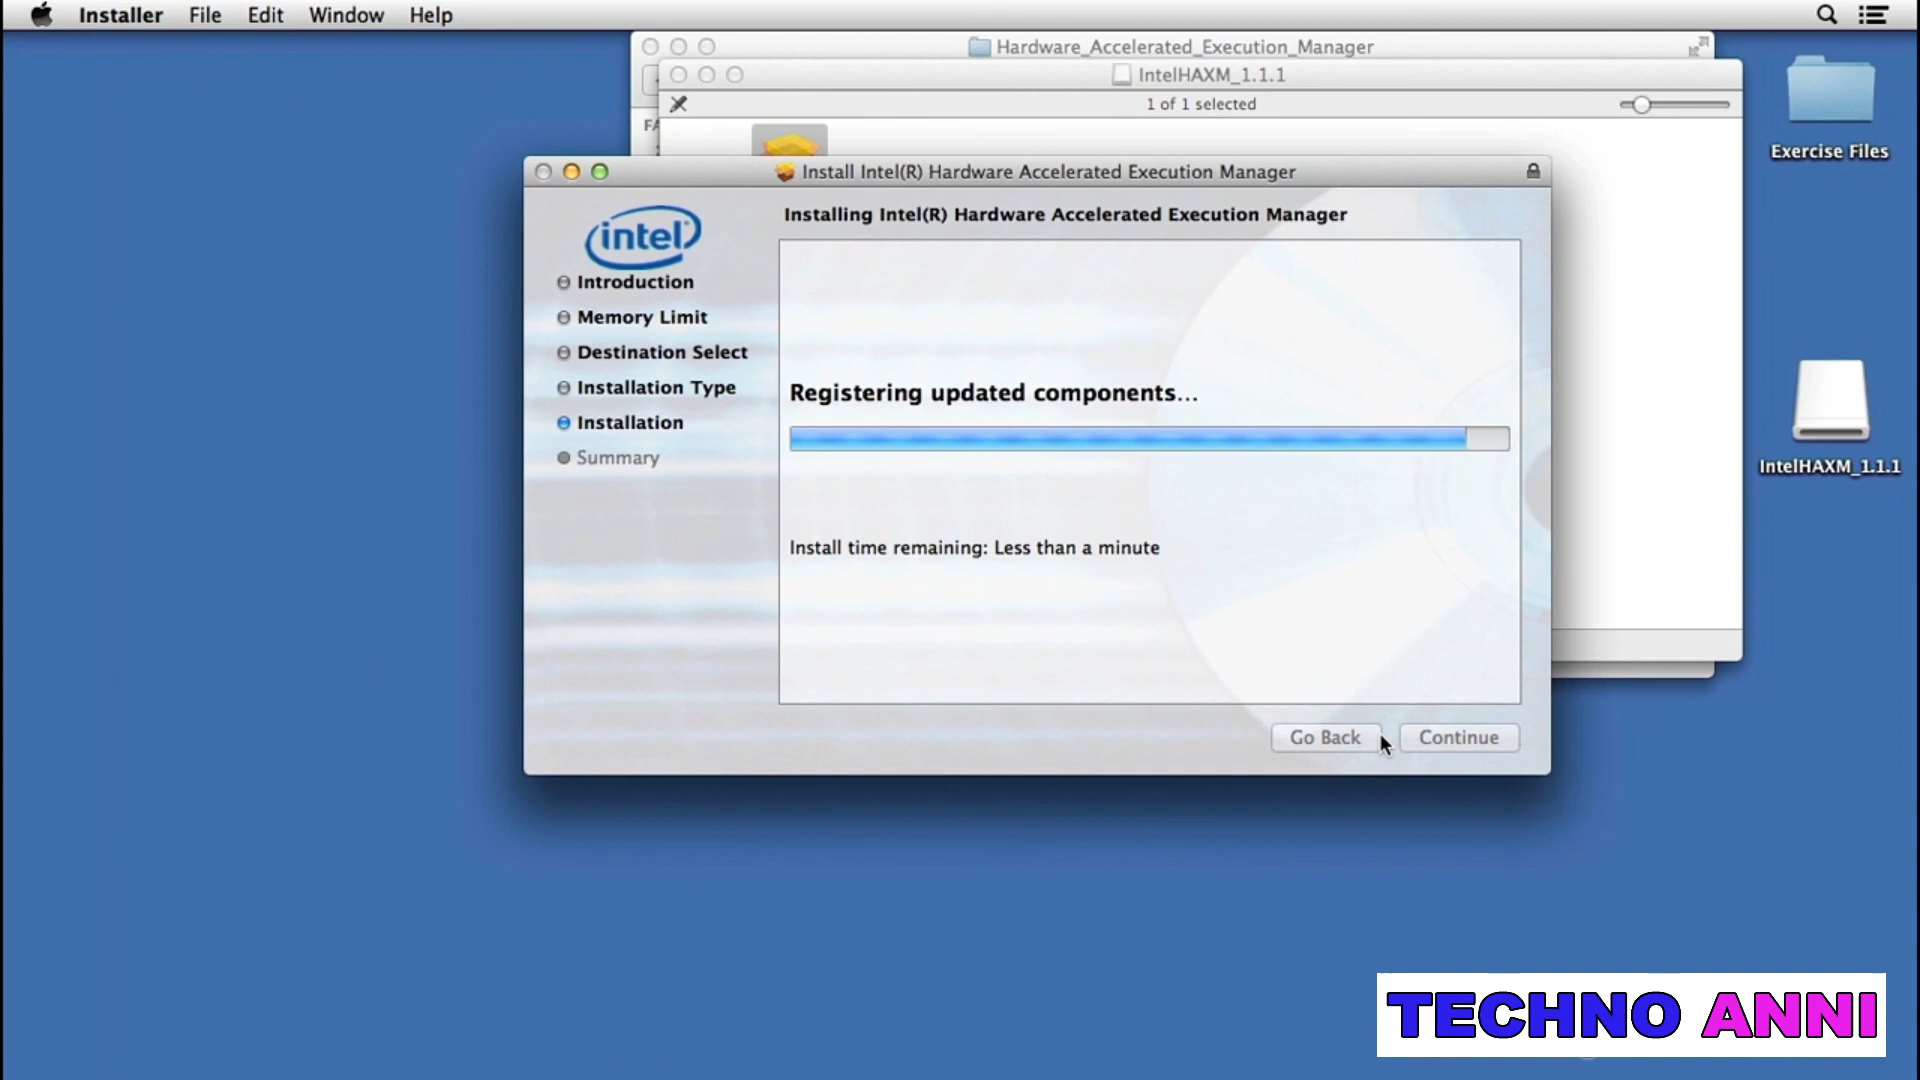 Installer File Edit Window Help
Hardware_Accelerated_Execution_Manager
IntelHAXM_1.1.1
1 of 1 selected
FA
Exercise Files
Install Intel(R) Hardware Accelerated Execution Manager
intel
Installing Intel(R) Hardware Accelerated Execution Manager
Introduction
Memory Limit
Destination Select
Installation Type
Installation
Summary
Registering updated components...
Install time remaining: Less than a minute
IntelHAXM_1.1.1
Go Back
Continue
TECHNO ANNI